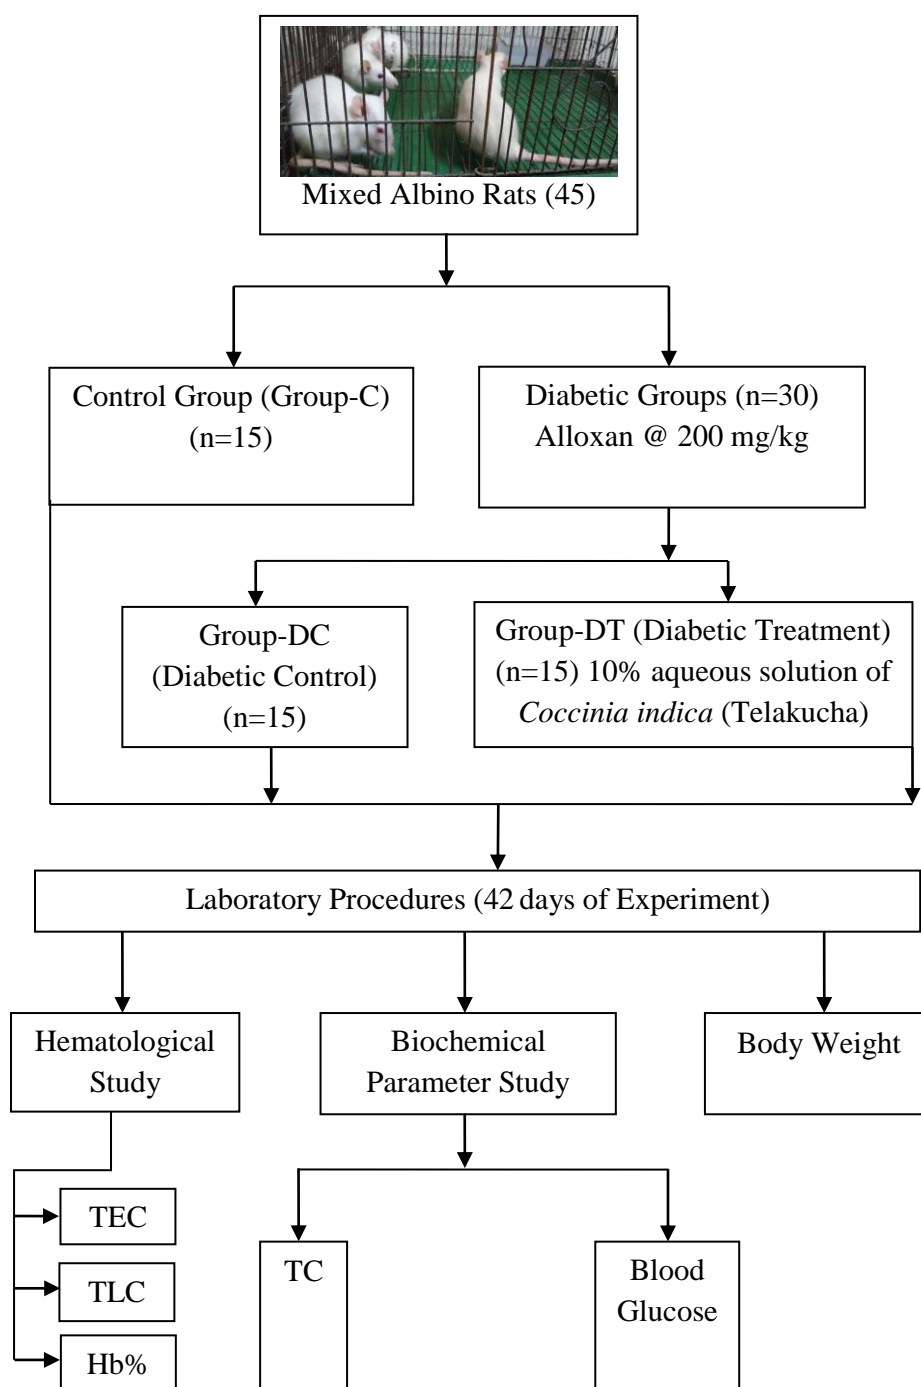 Mixed Albino Rats (45)
Control Group (Group-C)
(n=15)
Diabetic Groups (n=30)
Alloxan @ 200 mg/kg
Group-DC
(Diabetic Control)
(n=15)
Group-DT (Diabetic Treatment)
(n=15) 10% aqueous solution of
Coccinia indica (Telakucha)
Laboratory Procedures (42 days of Experiment)
Hematological
Study
Biochemical
Parameter Study
Body Weight
TEC
TLC
Hb%
TC
Blood
Glucose